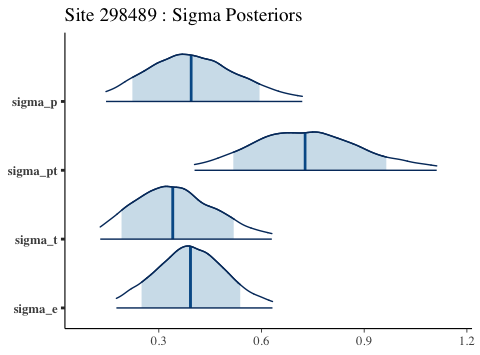 Site 298489 : Sigma Posteriors
sigma_p
sigma_pt
sigma_t
sigma_e
0.3 0.6 0.9 1.2